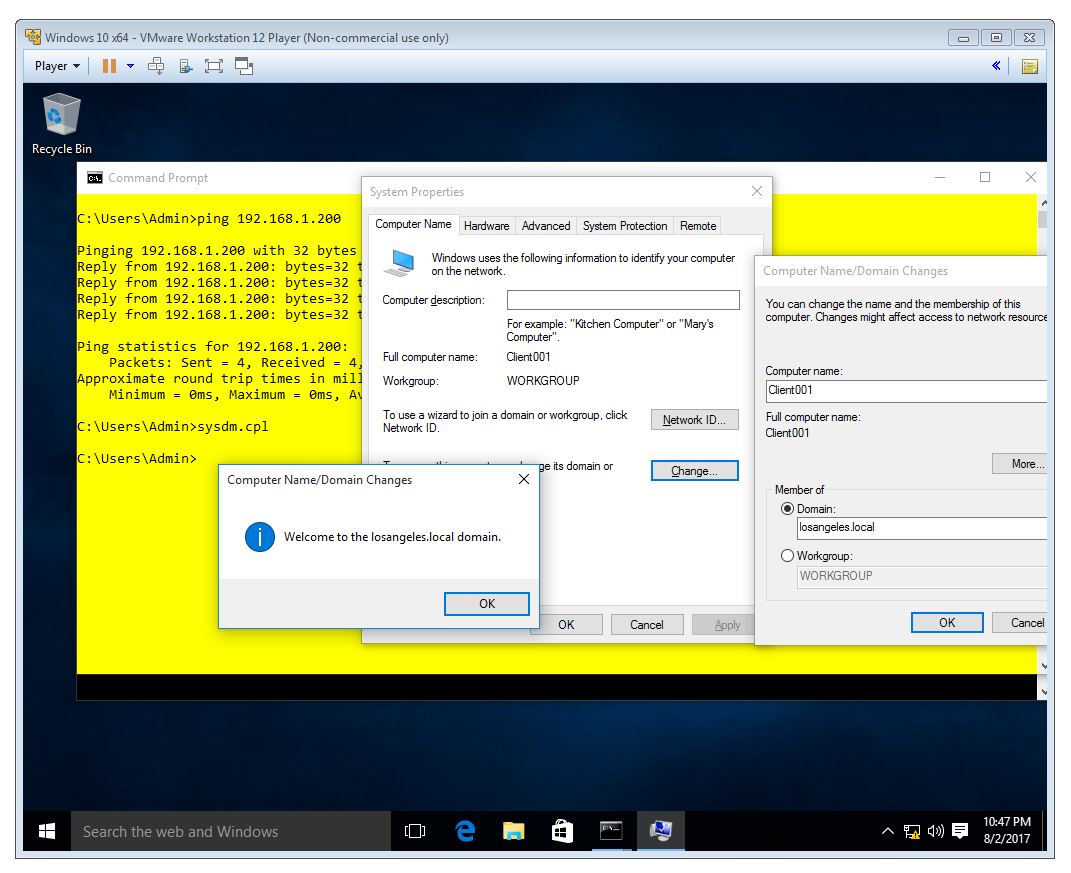 Windows 10 x64 - VMware Workstation 12 Player (Non-commercial use only)
Player
Recycle Bin
Command Prompt
C:\Users\Admin>ping 192.168.1.200
Pinging 192.168.1.200 with 32 bytes
Reply from 192.168.1.200: bytes=32 t
Reply from 192.168.1.200: bytes=32 t
Reply from 192.168.1.200: bytes=32 t
Reply from 192.168.1.200: bytes=32 t
Ping statistics for 192.168.1.200:
Packets: Sent = 4, Received = 4,
Approximate round trip times in mill
Minimum = 0ms, Maximum = 0ms, Av
C:\Users\Admin>sysdm.cpl
C:\Users\Admin>
System Properties
Computer Name Hardware Advanced System Protection Remote
Windows uses the following information to identify your computer
on the network.
Computer description:
For example: "Kitchen Computer" or "Mary's
Computer".
Full computer name: Client001
Workgroup: WORKGROUP
To use a wizard to join a domain or workgroup, click
Network ID.
Network ID...
ge its domain or
Change...
OK Cancel Apply
Computer Name/Domain Changes
Welcome to the losangeles.local domain.
OK
Computer Name/Domain Changes
You can change the name and the membership of this
computer. Changes might affect access to network resource
Computer name:
Client001
Full computer name:
Client001
More...
Member of
Domain:
losangeles.local
Workgroup:
WORKGROUP
OK Cancel
Search the web and Windows
10:47 PM
8/2/2017